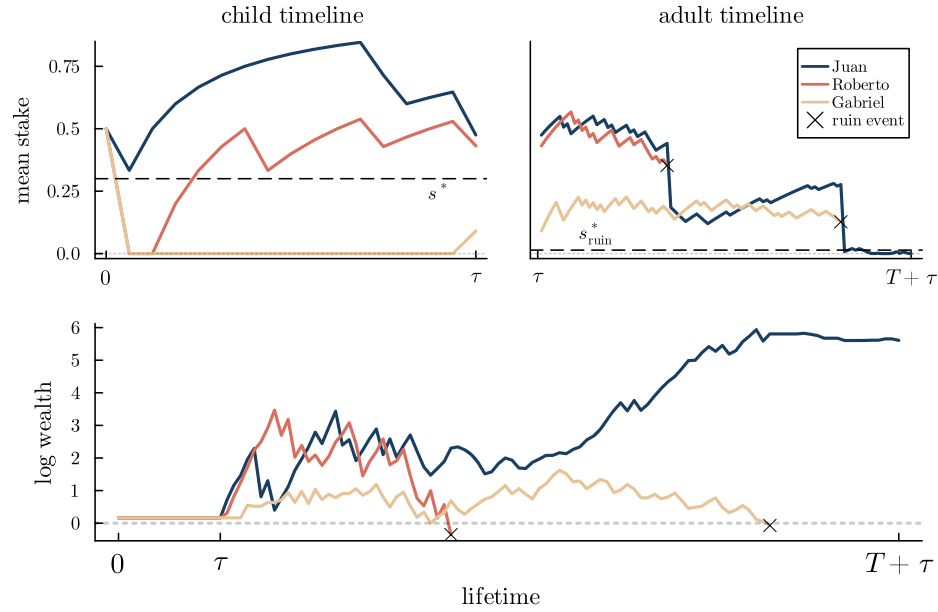 child timeline
adult timeline
mean stake
0.75
0.5
0.25
0.0
s*
0
τ
Juan
Roberto
Gabriel
ruin event
s*ruin
τ
T + τ
log wealth
6
5
4
3
2
1
0
0
τ
T + τ
lifetime